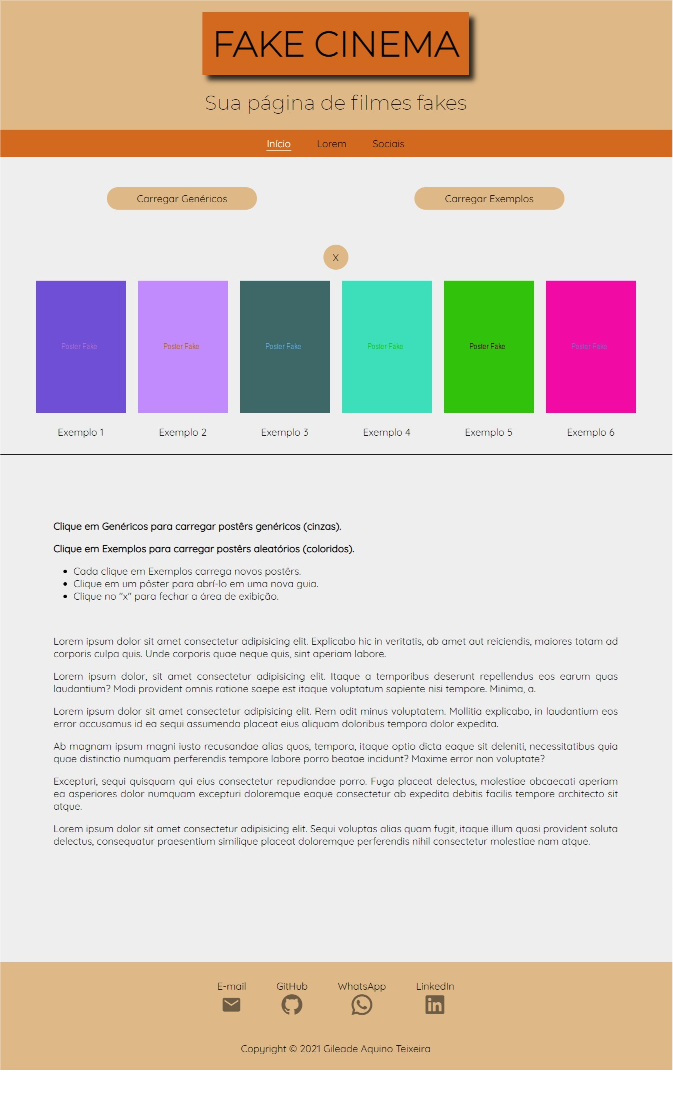 FAKE CINEMA
Sua página de filmes fakes
Início Lorem Sociais
Carregar Genéricos Carregar Exemplos
X
Poster Fake Poster Fake Poster Fake Poster Fake Poster Fake Poster Fake
Exemplo 1 Exemplo 2 Exemplo 3 Exemplo 4 Exemplo 5 Exemplo 6
Clique em Genéricos para carregar postêrs genéricos (cinzas).
Clique em Exemplos para carregar postêrs aleatórios (coloridos).
• Cada clique em Exemplos carrega novos postêrs.
• Clique em um pôster para abrí-lo em uma nova guia.
• Clique no "x" para fechar a área de exibição.
Lorem ipsum dolor sit amet consectetur adipisicing elit. Explicabo hic in veritatis, ab amet aut reiciendis, maiores totam ad
corporis culpa quis. Unde corporis quae neque quis, sint aperiam labore.
Lorem ipsum dolor, sit amet consectetur adipisicing elit. Itaque a temporibus deserunt repellendus eos earum quas
laudantium? Modi provident omnis ratione saepe est itaque voluptatum sapiente nisi tempore. Minima, a.
Lorem ipsum dolor sit amet consectetur adipisicing elit. Rem odit minus voluptatem. Mollitia explicabo, in laudantium eos
error accusamus id ea sequi assumenda placeat eius aliquam doloribus tempora dolor expedita.
Ab magnam ipsum magni iusto recusandae alias quos, tempora, itaque optio dicta eaque sit deleniti, necessitatibus quia
quae distinctio numquam perferendis tempore labore porro beatae incidunt? Maxime error non voluptate?
Excepturi, sequi quisquam qui eius consectetur repudiandae porro. Fuga placeat delectus, molestiae obcaecati aperiam
ea asperiores dolor numquam excepturi doloremque eaque consectetur ab expedita debitis facilis tempore architecto sit
atque.
Lorem ipsum dolor sit amet consectetur adipisicing elit. Sequi voluptas alias quam fugit, itaque illum quasi provident soluta
delectus, consequatur praesentium similique placeat doloremque perferendis nihil consectetur molestiae nam atque.
E-mail GitHub WhatsApp LinkedIn
Copyright © 2021 Gileade Aquino Teixeira